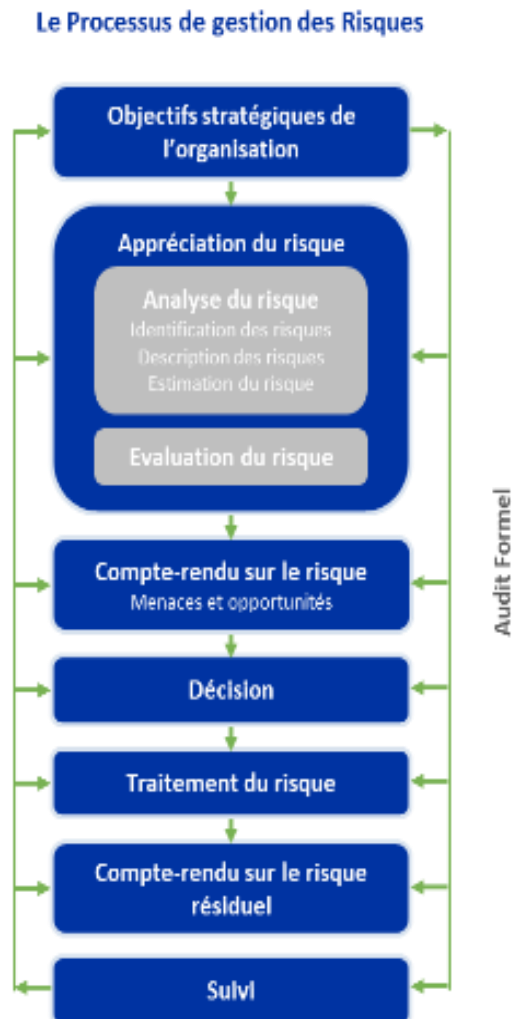 Le Processus de gestion des Risques
Objectifs stratégiques de
l'organisation
Appréciation du risque
Analyse du risque
Identification des risques
Description des risques
Estimation du risque
Evaluation du risque
Compte-rendu sur le risque
Menaces et opportunités
Décision
Traitement du risque
Compte-rendu sur le risque
résiduel
Suivi
Audit Formel